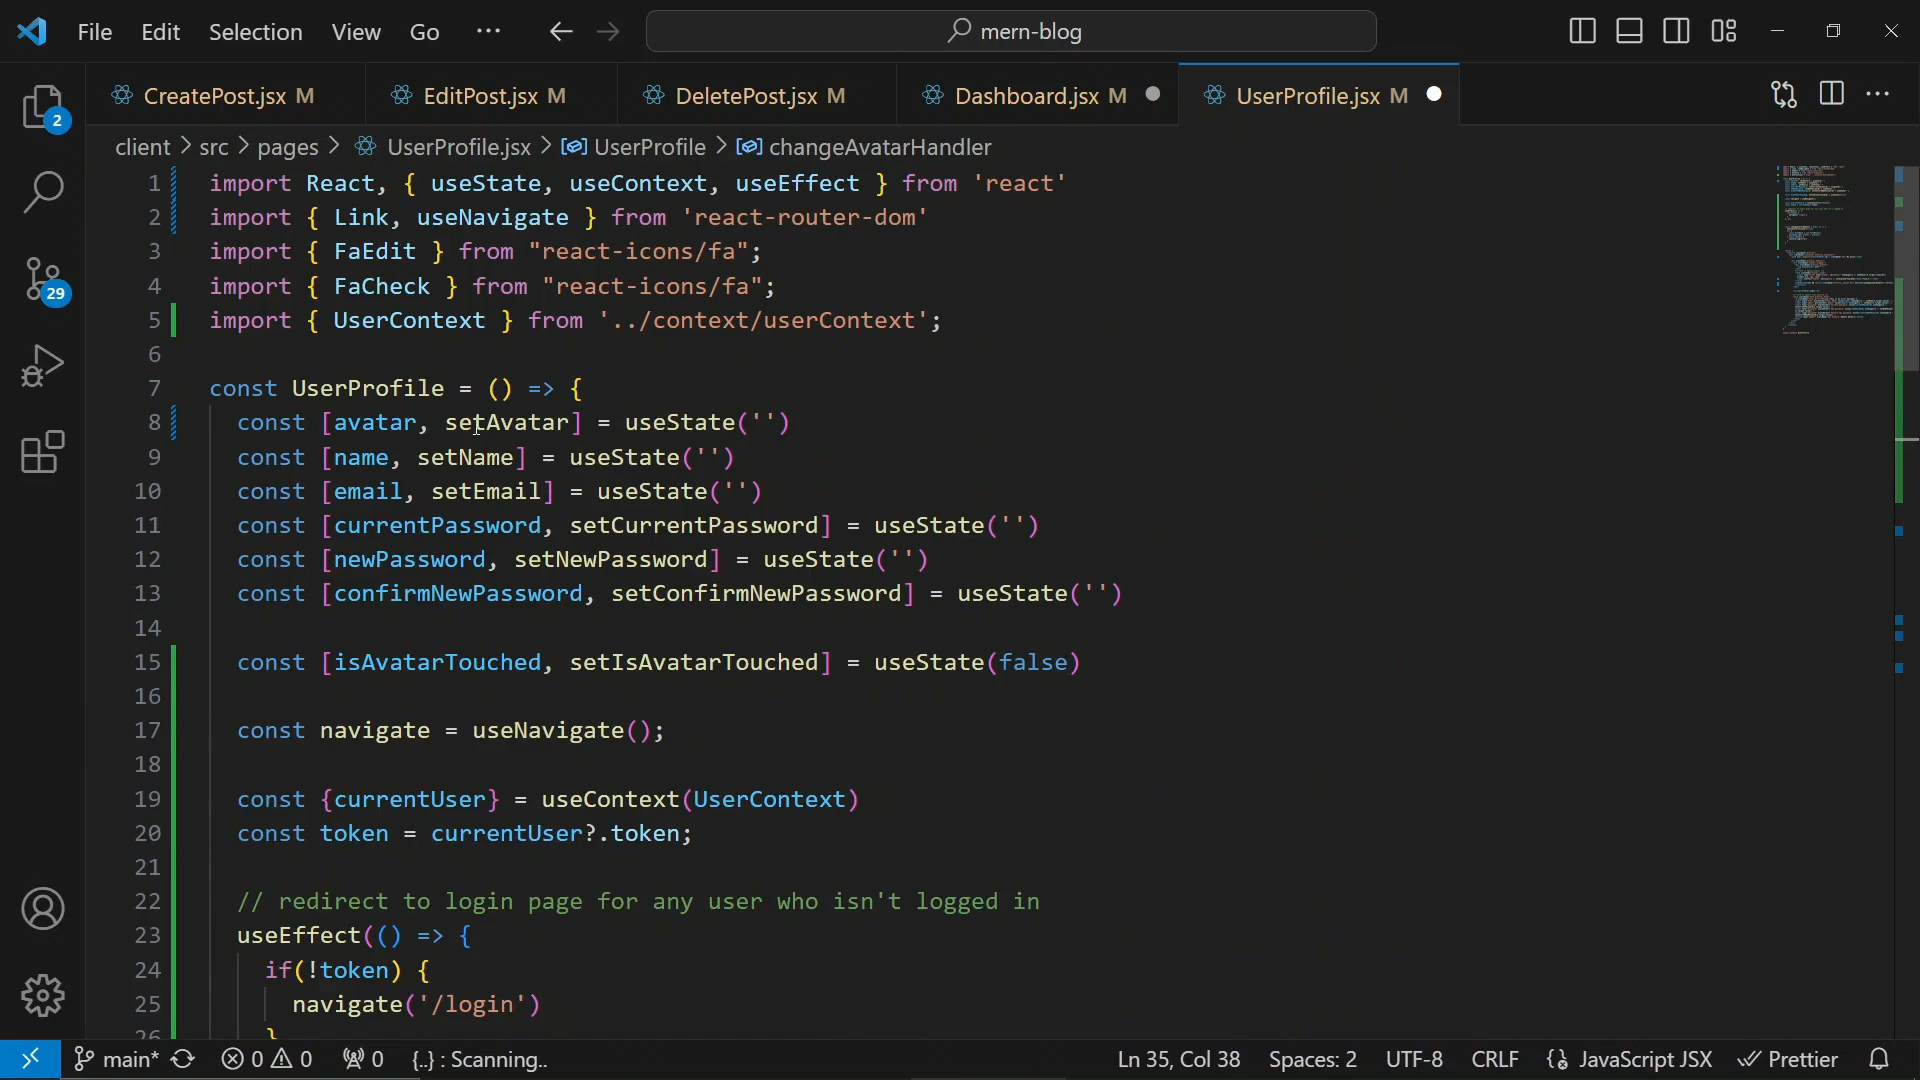 File Edit Selection View Go ··· mern-blog
CreatePost.jsx M EditPost.jsx M DeletePost.jsx M Dashboard.jsx M UserProfile.jsx M
client > src > pages > UserProfile.jsx > UserProfile > changeAvatarHandler
1 import React, { useState, useContext, useEffect } from 'react'
2 import { Link, useNavigate } from 'react-router-dom'
3 import { FaEdit } from "react-icons/fa";
4 import { FaCheck } from "react-icons/fa";
5 import { UserContext } from '../context/userContext';
6
7 const UserProfile = () => {
8 const [avatar, setAvatar] = useState('')
9 const [name, setName] = useState('')
10 const [email, setEmail] = useState('')
11 const [currentPassword, setCurrentPassword] = useState('')
12 const [newPassword, setNewPassword] = useState('')
13 const [confirmNewPassword, setConfirmNewPassword] = useState('')
14
15 const [isAvatarTouched, setIsAvatarTouched] = useState(false)
16
17 const navigate = useNavigate();
18
19 const {currentUser} = useContext(UserContext)
20 const token = currentUser?.token;
21
22 // redirect to login page for any user who isn't logged in
23 useEffect(() => {
24 if(!token) {
25 navigate('/login')
26 }
2
29
main* 0 0 0 {..} : Scanning.. Ln 35, Col 38 Spaces: 2 UTF-8 CRLF JavaScript JSX Prettier